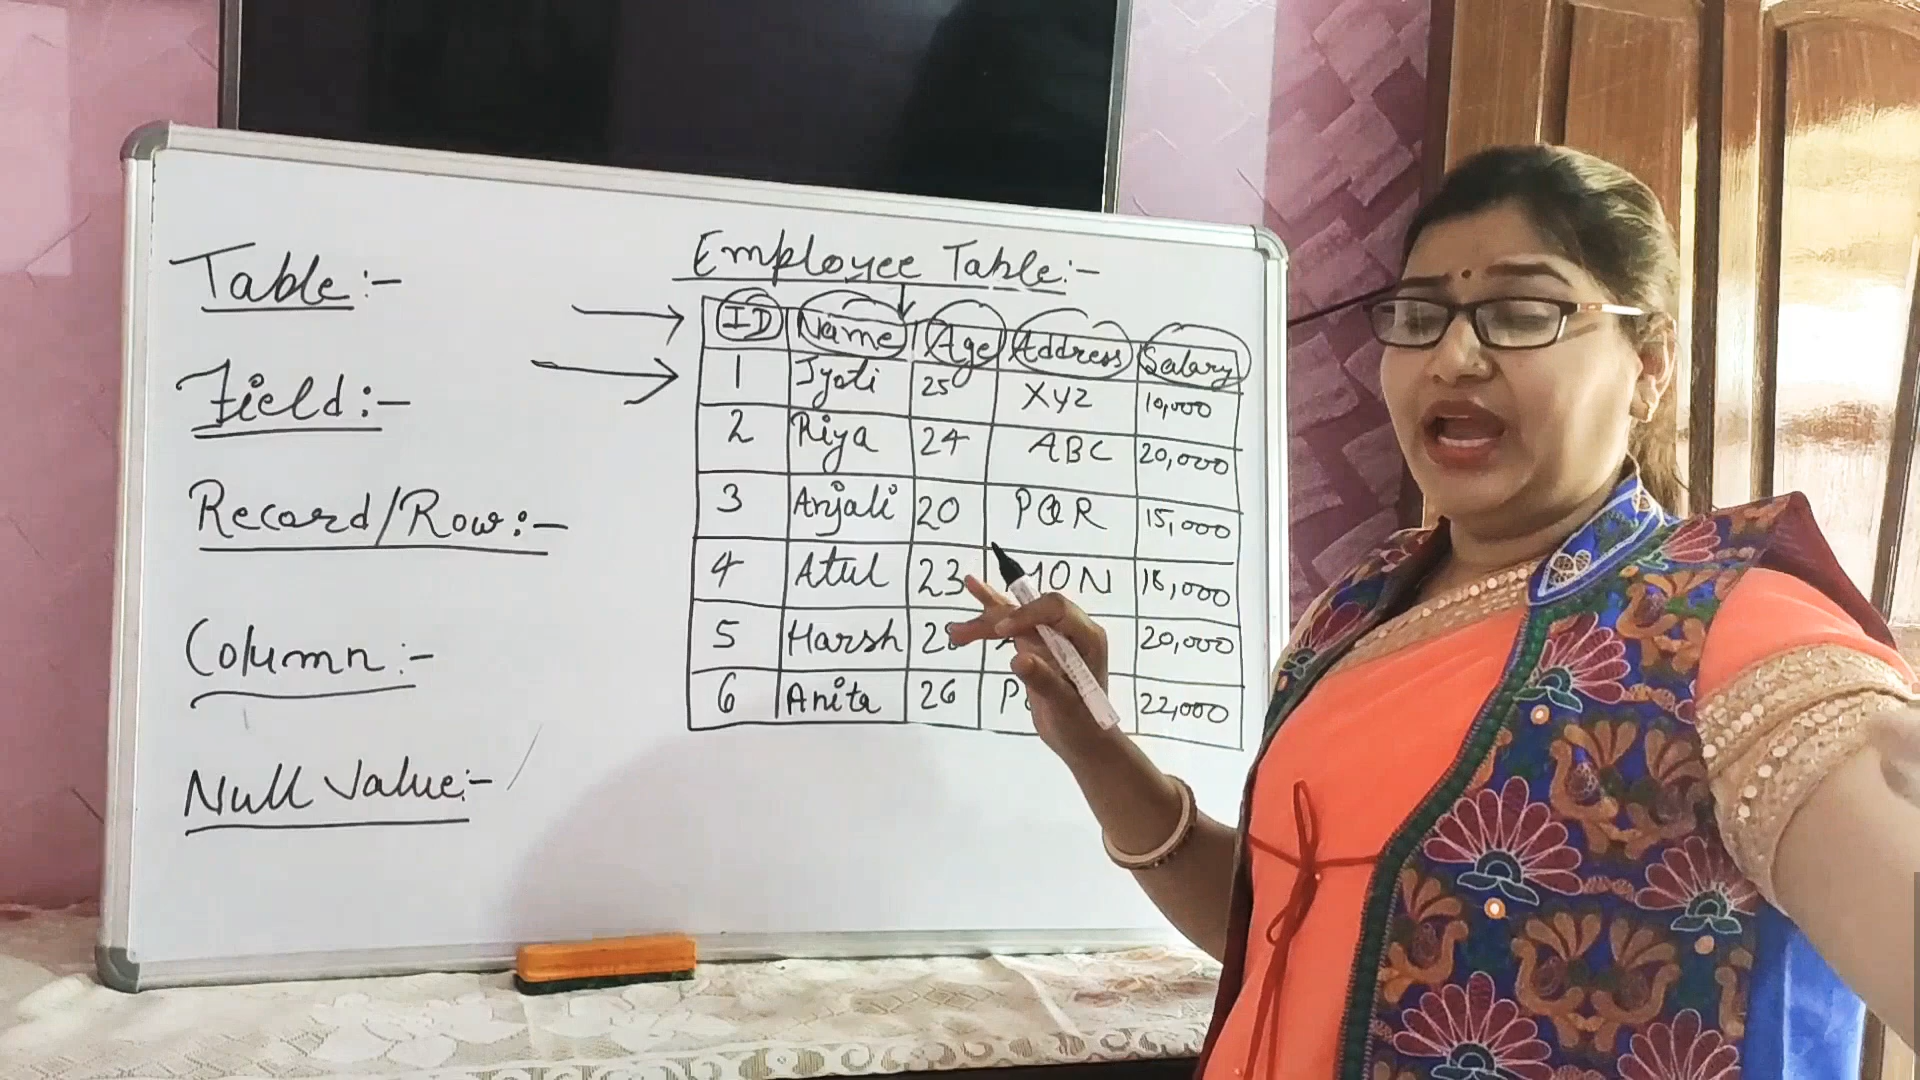 Table:-
Field:-
Record/Row:-
Column:-
Null Value:-
Employee Table:-
ID Name Age Address Salary
1 Jyoti 25 XYZ 10,000
2 Riya 24 ABC 20,000
3 Anjali 20 PQR 15,000
4 Atul 23 MON 18,000
5 Harsh 20,000
6 Anita 26 22,000